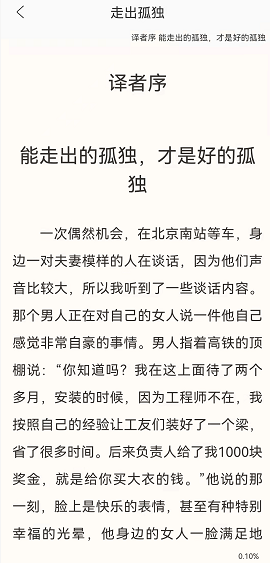 走出孤独
译者序 能走出的孤独，才是好的孤独
译者序
能走出的孤独，才是好的孤
独
一次偶然机会，在北京南站等车，身
边一对夫妻模样的人在谈话，因为他们声
音比较大，所以我听到了一些谈话内容。
那个男人正在对自己的女人说一件他自己
感觉非常自豪的事情。男人指着高铁的顶
棚说：“你知道吗？我在这上面待了两个
多月，安装的时候，因为工程师不在，我
按照自己的经验让工友们装好了一个梁，
省了很多时间。后来负责人给了我1000块
奖金，就是给你买大衣的钱。”他说的那
一刻，脸上是快乐的表情，甚至有种特别
幸福的光晕，他身边的女人一脸满足地
0.10%